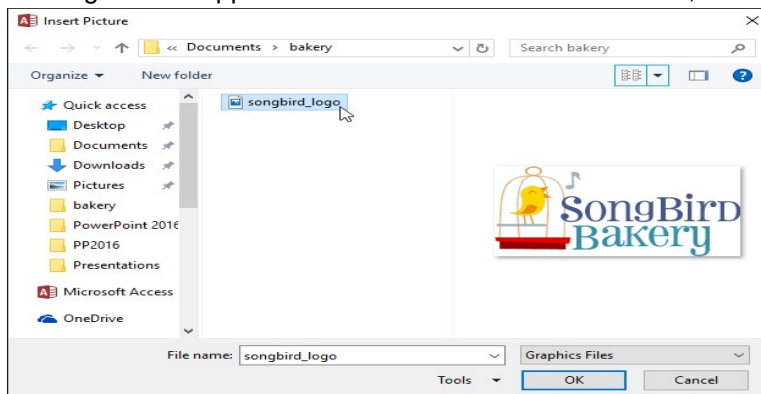 Insert Picture
« Documents > bakery
Search bakery
Organize
New folder
Quick access
Desktop
Documents
Downloads
Pictures
bakery
PowerPoint 2016
PP2016
Presentations
Microsoft Access
OneDrive
songbird_logo
SongBird
Bakery
File name: songbird_logo
Graphics Files
Tools
OK
Cancel